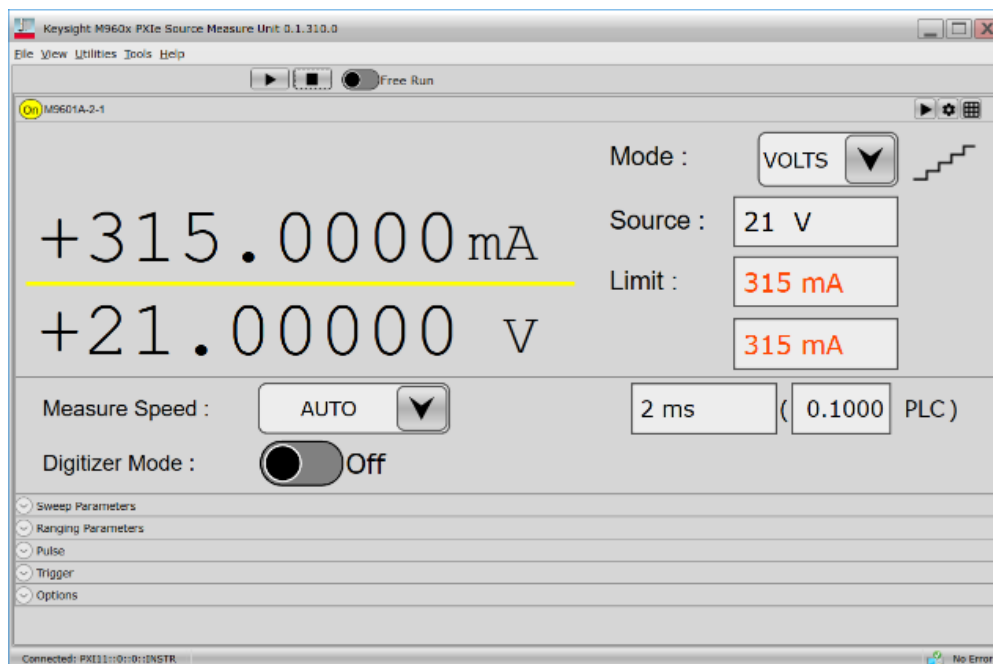 Keysight M960x PXIe Source Measure Unit 0.1.310.0
File View Utilities Tools Help
Free Run
On M9601A-2-1
Mode : VOLTS
+315.0000 mA
Source : 21 V
Limit : 315 mA
+21.00000 V
315 mA
Measure Speed : AUTO 2 ms ( 0.1000 PLC )
Digitizer Mode : Off
Sweep Parameters
Ranging Parameters
Pulse
Trigger
Options
Connected: PXI11::0::0::INSTR No Error